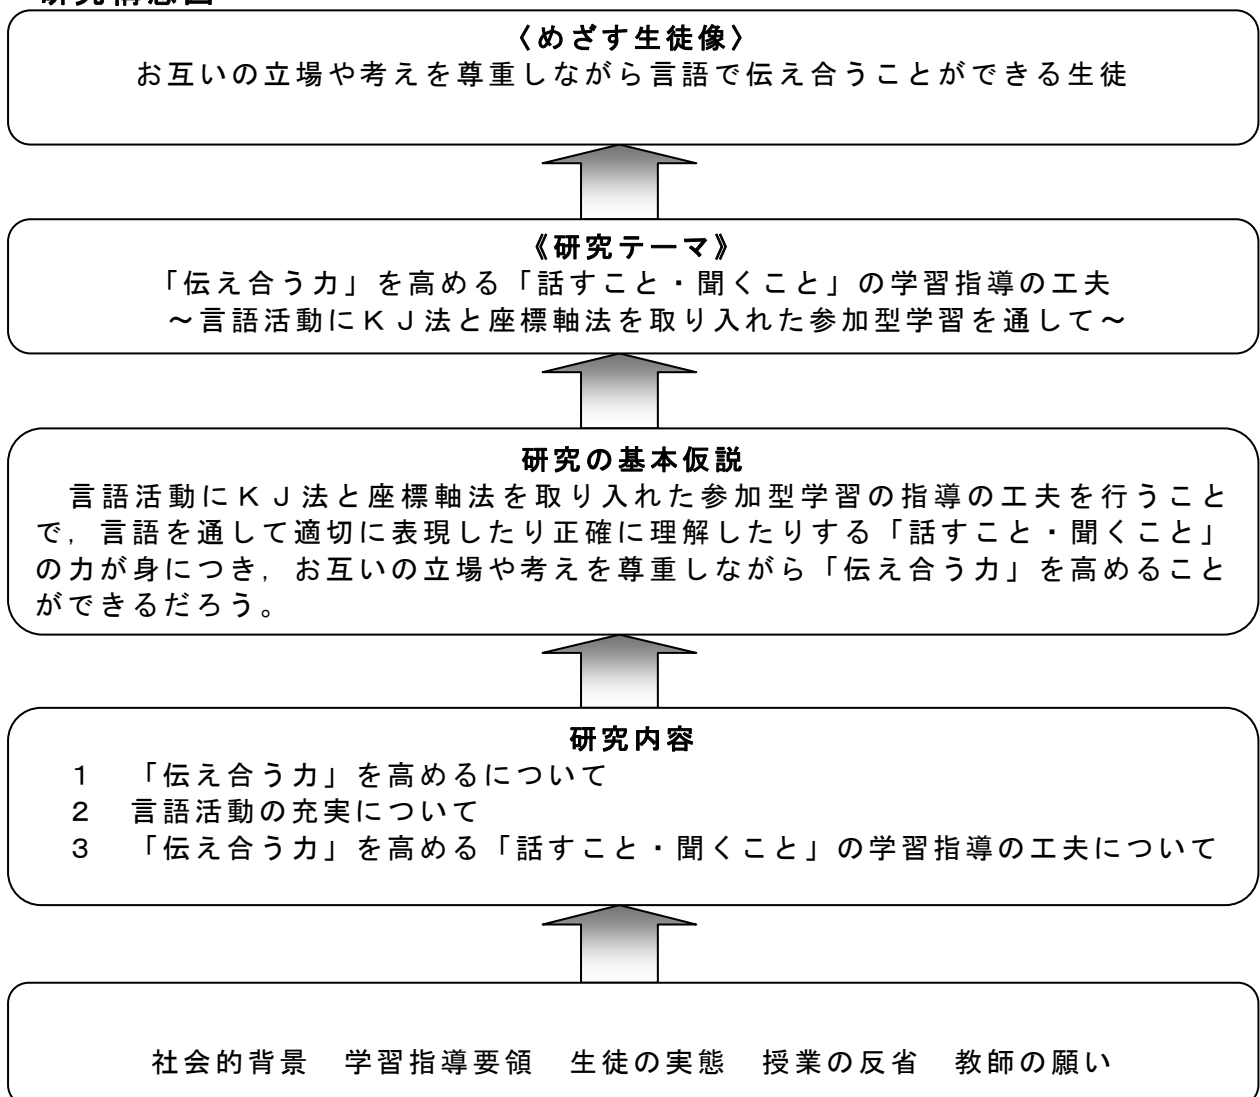 研究構想図
〈めざす生徒像〉
お互いの立場や考えを尊重しながら言語で伝え合うことができる生徒
《研究テーマ》
「伝え合う力」を高める「話すこと・聞くこと」の学習指導の工夫
～言語活動にＫＪ法と座標軸法を取り入れた参加型学習を通して～
研究の基本仮説
言語活動にＫＪ法と座標軸法を取り入れた参加型学習の指導の工夫を行うこと
で，言語を通して適切に表現したり正確に理解したりする「話すこと・聞くこと」
の力が身につき，お互いの立場や考えを尊重しながら「伝え合う力」を高めること
ができるだろう。
研究内容
１　「伝え合う力」を高めるについて
２　言語活動の充実について
３　「伝え合う力」を高める「話すこと・聞くこと」の学習指導の工夫について
社会的背景　学習指導要領　生徒の実態　授業の反省　教師の願い